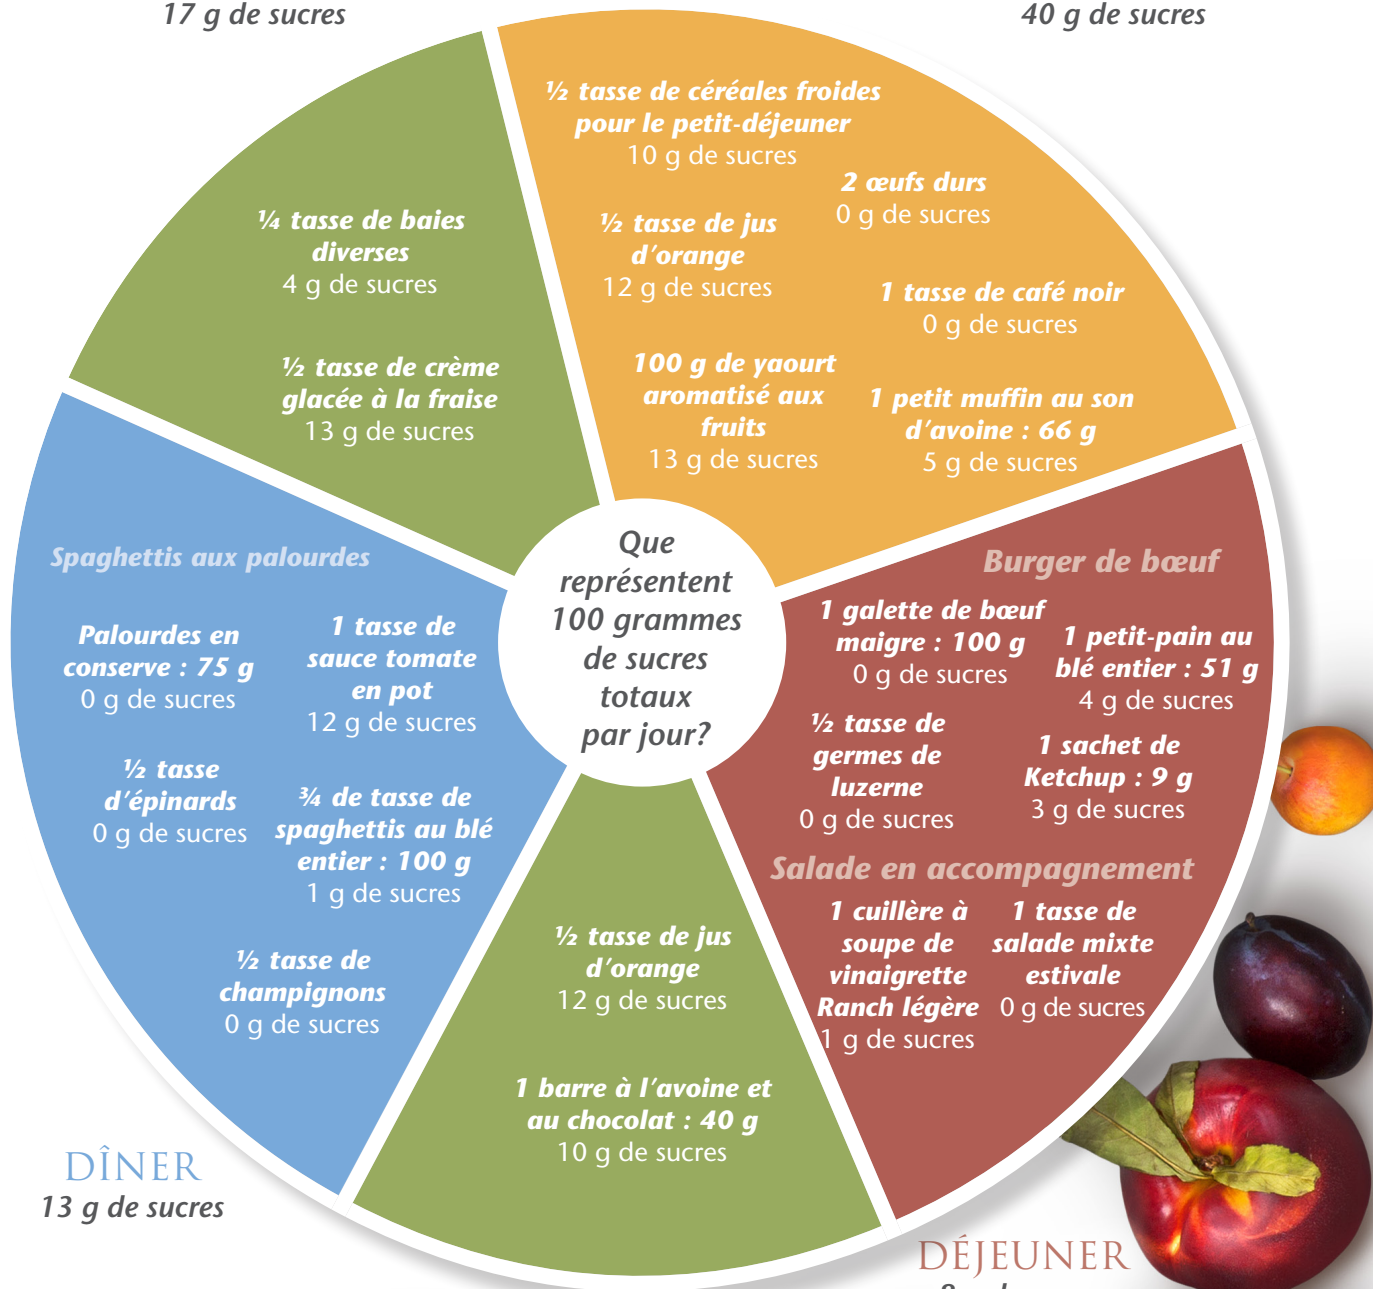 17 g de sucres
40 g de sucres
½ tasse de céréales froides
pour le petit-déjeuner
10 g de sucres
2 œufs durs
0 g de sucres
½ tasse de jus
d’orange
12 g de sucres
1 tasse de café noir
0 g de sucres
100 g de yaourt
aromatisé aux
fruits
13 g de sucres
1 petit muffin au son
d’avoine : 66 g
5 g de sucres
¼ tasse de baies
diverses
4 g de sucres
½ tasse de crème
glacée à la fraise
13 g de sucres
Que
représentent
100 grammes
de sucres
totaux
par jour?
Burger de bœuf
1 galette de bœuf
maigre : 100 g
0 g de sucres
1 petit-pain au
blé entier : 51 g
4 g de sucres
½ tasse de
germes de
luzerne
0 g de sucres
1 sachet de
Ketchup : 9 g
3 g de sucres
Salade en accompagnement
1 cuillère à
soupe de
vinaigrette
Ranch légère
1 g de sucres
1 tasse de
salade mixte
estivale
0 g de sucres
Spaghettis aux palourdes
Palourdes en
conserve : 75 g
0 g de sucres
1 tasse de
sauce tomate
en pot
12 g de sucres
½ tasse
d’épinards
0 g de sucres
¾ de tasse de
spaghettis au blé
entier : 100 g
1 g de sucres
½ tasse de
champignons
0 g de sucres
½ tasse de jus
d’orange
12 g de sucres
1 barre à l’avoine et
au chocolat : 40 g
10 g de sucres
DÎNER
13 g de sucres
DÉJEUNER